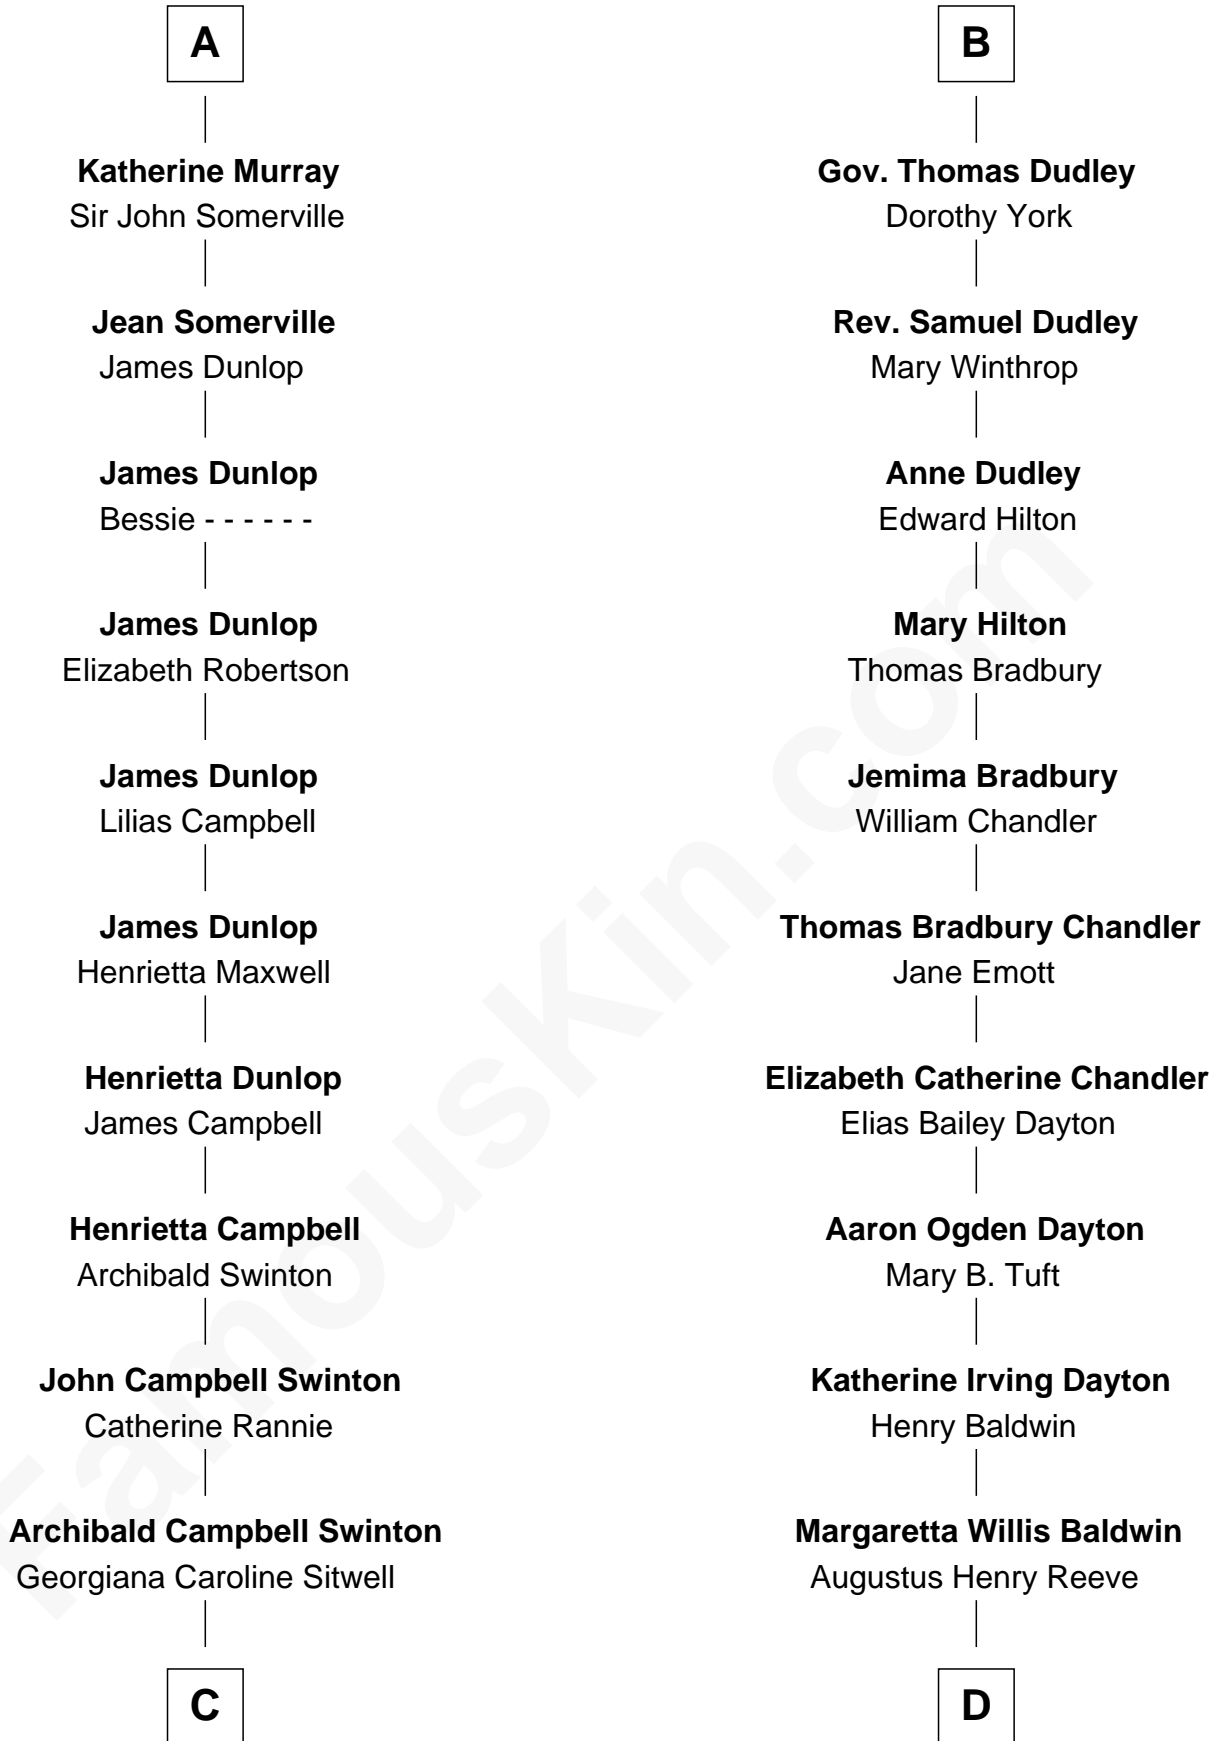 A
Katherine Murray
Sir John Somerville
Jean Somerville
James Dunlop
James Dunlop
Bessie - - - - - -
James Dunlop
Elizabeth Robertson
James Dunlop
Lilias Campbell
James Dunlop
Henrietta Maxwell
Henrietta Dunlop
James Campbell
Henrietta Campbell
Archibald Swinton
John Campbell Swinton
Catherine Rannie
Archibald Campbell Swinton
Georgiana Caroline Sitwell
C
B
Gov. Thomas Dudley
Dorothy York
Rev. Samuel Dudley
Mary Winthrop
Anne Dudley
Edward Hilton
Mary Hilton
Thomas Bradbury
Jemima Bradbury
William Chandler
Thomas Bradbury Chandler
Jane Emott
Elizabeth Catherine Chandler
Elias Bailey Dayton
Aaron Ogden Dayton
Mary B. Tuft
Katherine Irving Dayton
Henry Baldwin
Margaretta Willis Baldwin
Augustus Henry Reeve
D
FamousKin.com